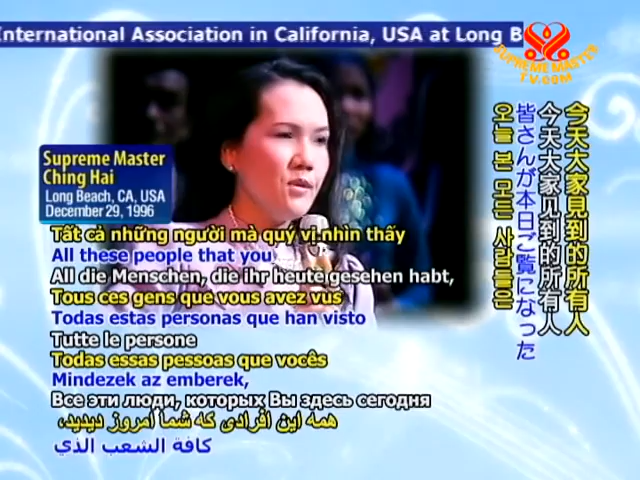 International Association in California, USA at Long B
SUPREME MASTER
TV.COM
Supreme Master
Ching Hai
Long Beach, CA, USA
December 29, 1996
Tất cả những người mà quý vị nhìn thấy
All these people that you
All die Menschen, die ihr heute gesehen habt,
Tous ces gens que vous avez vus
Todas estas personas que han visto
Tutte le persone
Todas essas pessoas que vocês
Mindezek az emberek,
Все эти люди, которых Вы здесь сегодня
همه این افرادی که شما امروز دیدید،
كافة الشعب الذي
今天大家見到的所有人
今天大家见到的所有人
皆さんが本日ご覧になった
오늘 본 모든 사람들은